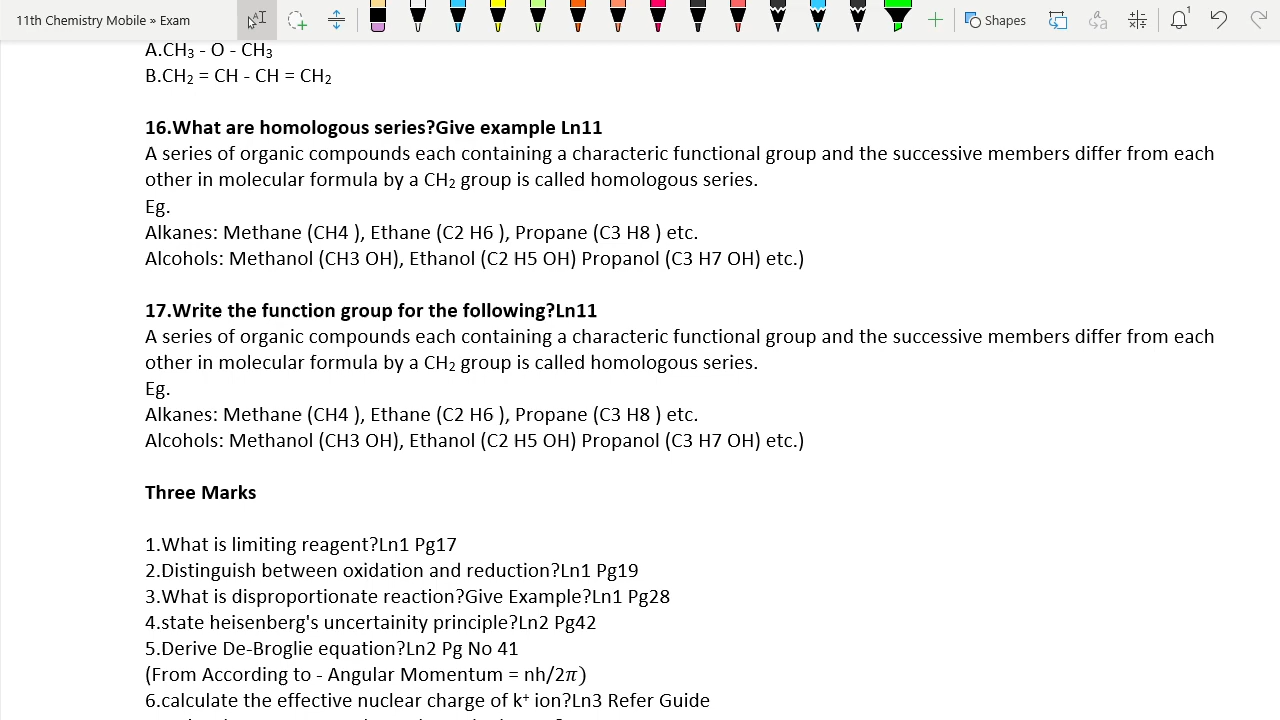 11th Chemistry Mobile » Exam
Shapes
A.CH₃ - O - CH₃
B.CH₂ = CH - CH = CH₂
16.What are homologous series?Give example Ln11
A series of organic compounds each containing a characteric functional group and the successive members differ from each
other in molecular formula by a CH₂ group is called homologous series.
Eg.
Alkanes: Methane (CH4 ), Ethane (C2 H6 ), Propane (C3 H8 ) etc.
Alcohols: Methanol (CH3 OH), Ethanol (C2 H5 OH) Propanol (C3 H7 OH) etc.)
17.Write the function group for the following?Ln11
A series of organic compounds each containing a characteric functional group and the successive members differ from each
other in molecular formula by a CH₂ group is called homologous series.
Eg.
Alkanes: Methane (CH4 ), Ethane (C2 H6 ), Propane (C3 H8 ) etc.
Alcohols: Methanol (CH3 OH), Ethanol (C2 H5 OH) Propanol (C3 H7 OH) etc.)
Three Marks
1.What is limiting reagent?Ln1 Pg17
2.Distinguish between oxidation and reduction?Ln1 Pg19
3.What is disproportionate reaction?Give Example?Ln1 Pg28
4.state heisenberg's uncertainity principle?Ln2 Pg42
5.Derive De-Broglie equation?Ln2 Pg No 41
(From According to - Angular Momentum = nh/2π)
6.calculate the effective nuclear charge of k⁺ ion?Ln3 Refer Guide